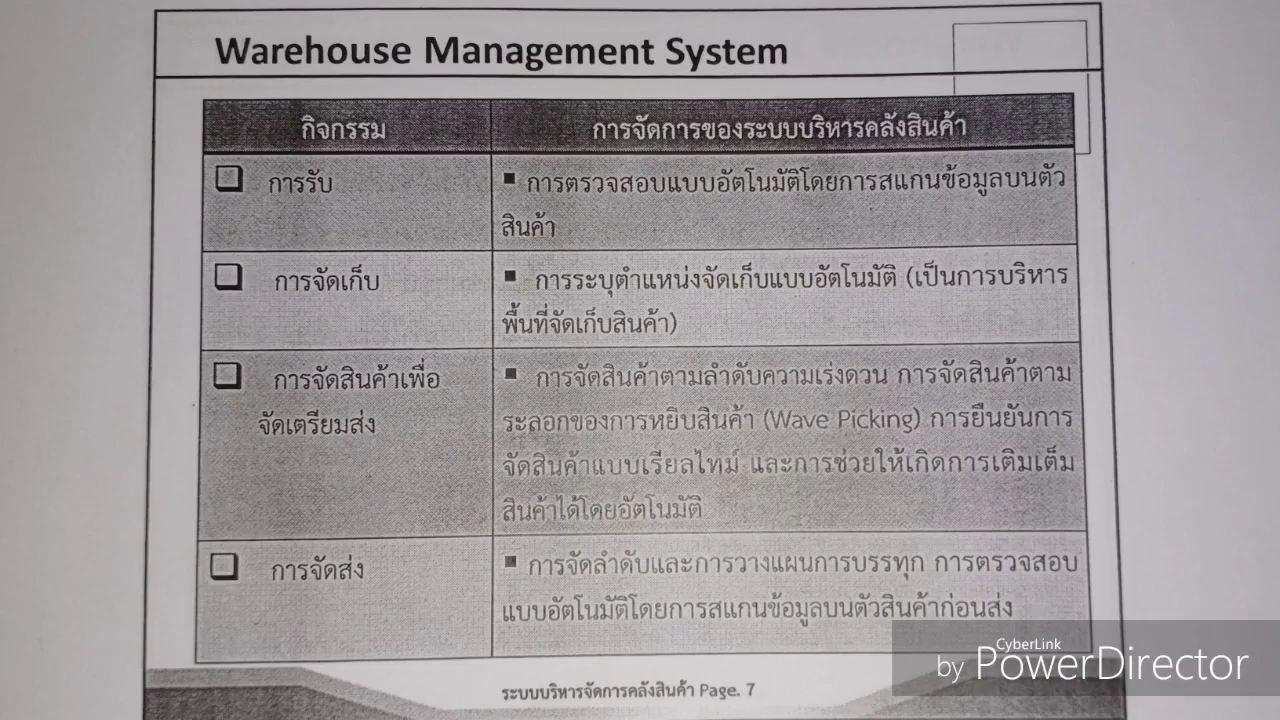 Warehouse Management System
กิจกรรม
การจัดการของระบบบริหารคลังสินค้า
❑ การรับ
▪ การตรวจสอบแบบอัตโนมัติโดยการสแกนข้อมูลบนตัว
สินค้า
❑ การจัดเก็บ
▪ การระบุตำแหน่งจัดเก็บแบบอัตโนมัติ (เป็นการบริหาร
พื้นที่จัดเก็บสินค้า)
❑ การจัดสินค้าเพื่อ
จัดเตรียมส่ง
▪ การจัดสินค้าตามลำดับความเร่งด่วน การจัดสินค้าตาม
ระลอกของการหยิบสินค้า (Wave Picking) การยืนยันการ
จัดสินค้าแบบเรียลไทม์ และการช่วยให้เกิดการเติมเต็ม
สินค้าได้โดยอัตโนมัติ
❑ การจัดส่ง
▪ การจัดลำดับและการวางแผนการบรรทุก การตรวจสอบ
แบบอัตโนมัติโดยการสแกนข้อมูลบนตัวสินค้าก่อนส่ง
ระบบบริหารจัดการคลังสินค้า Page. 7
CyberLink
by PowerDirector